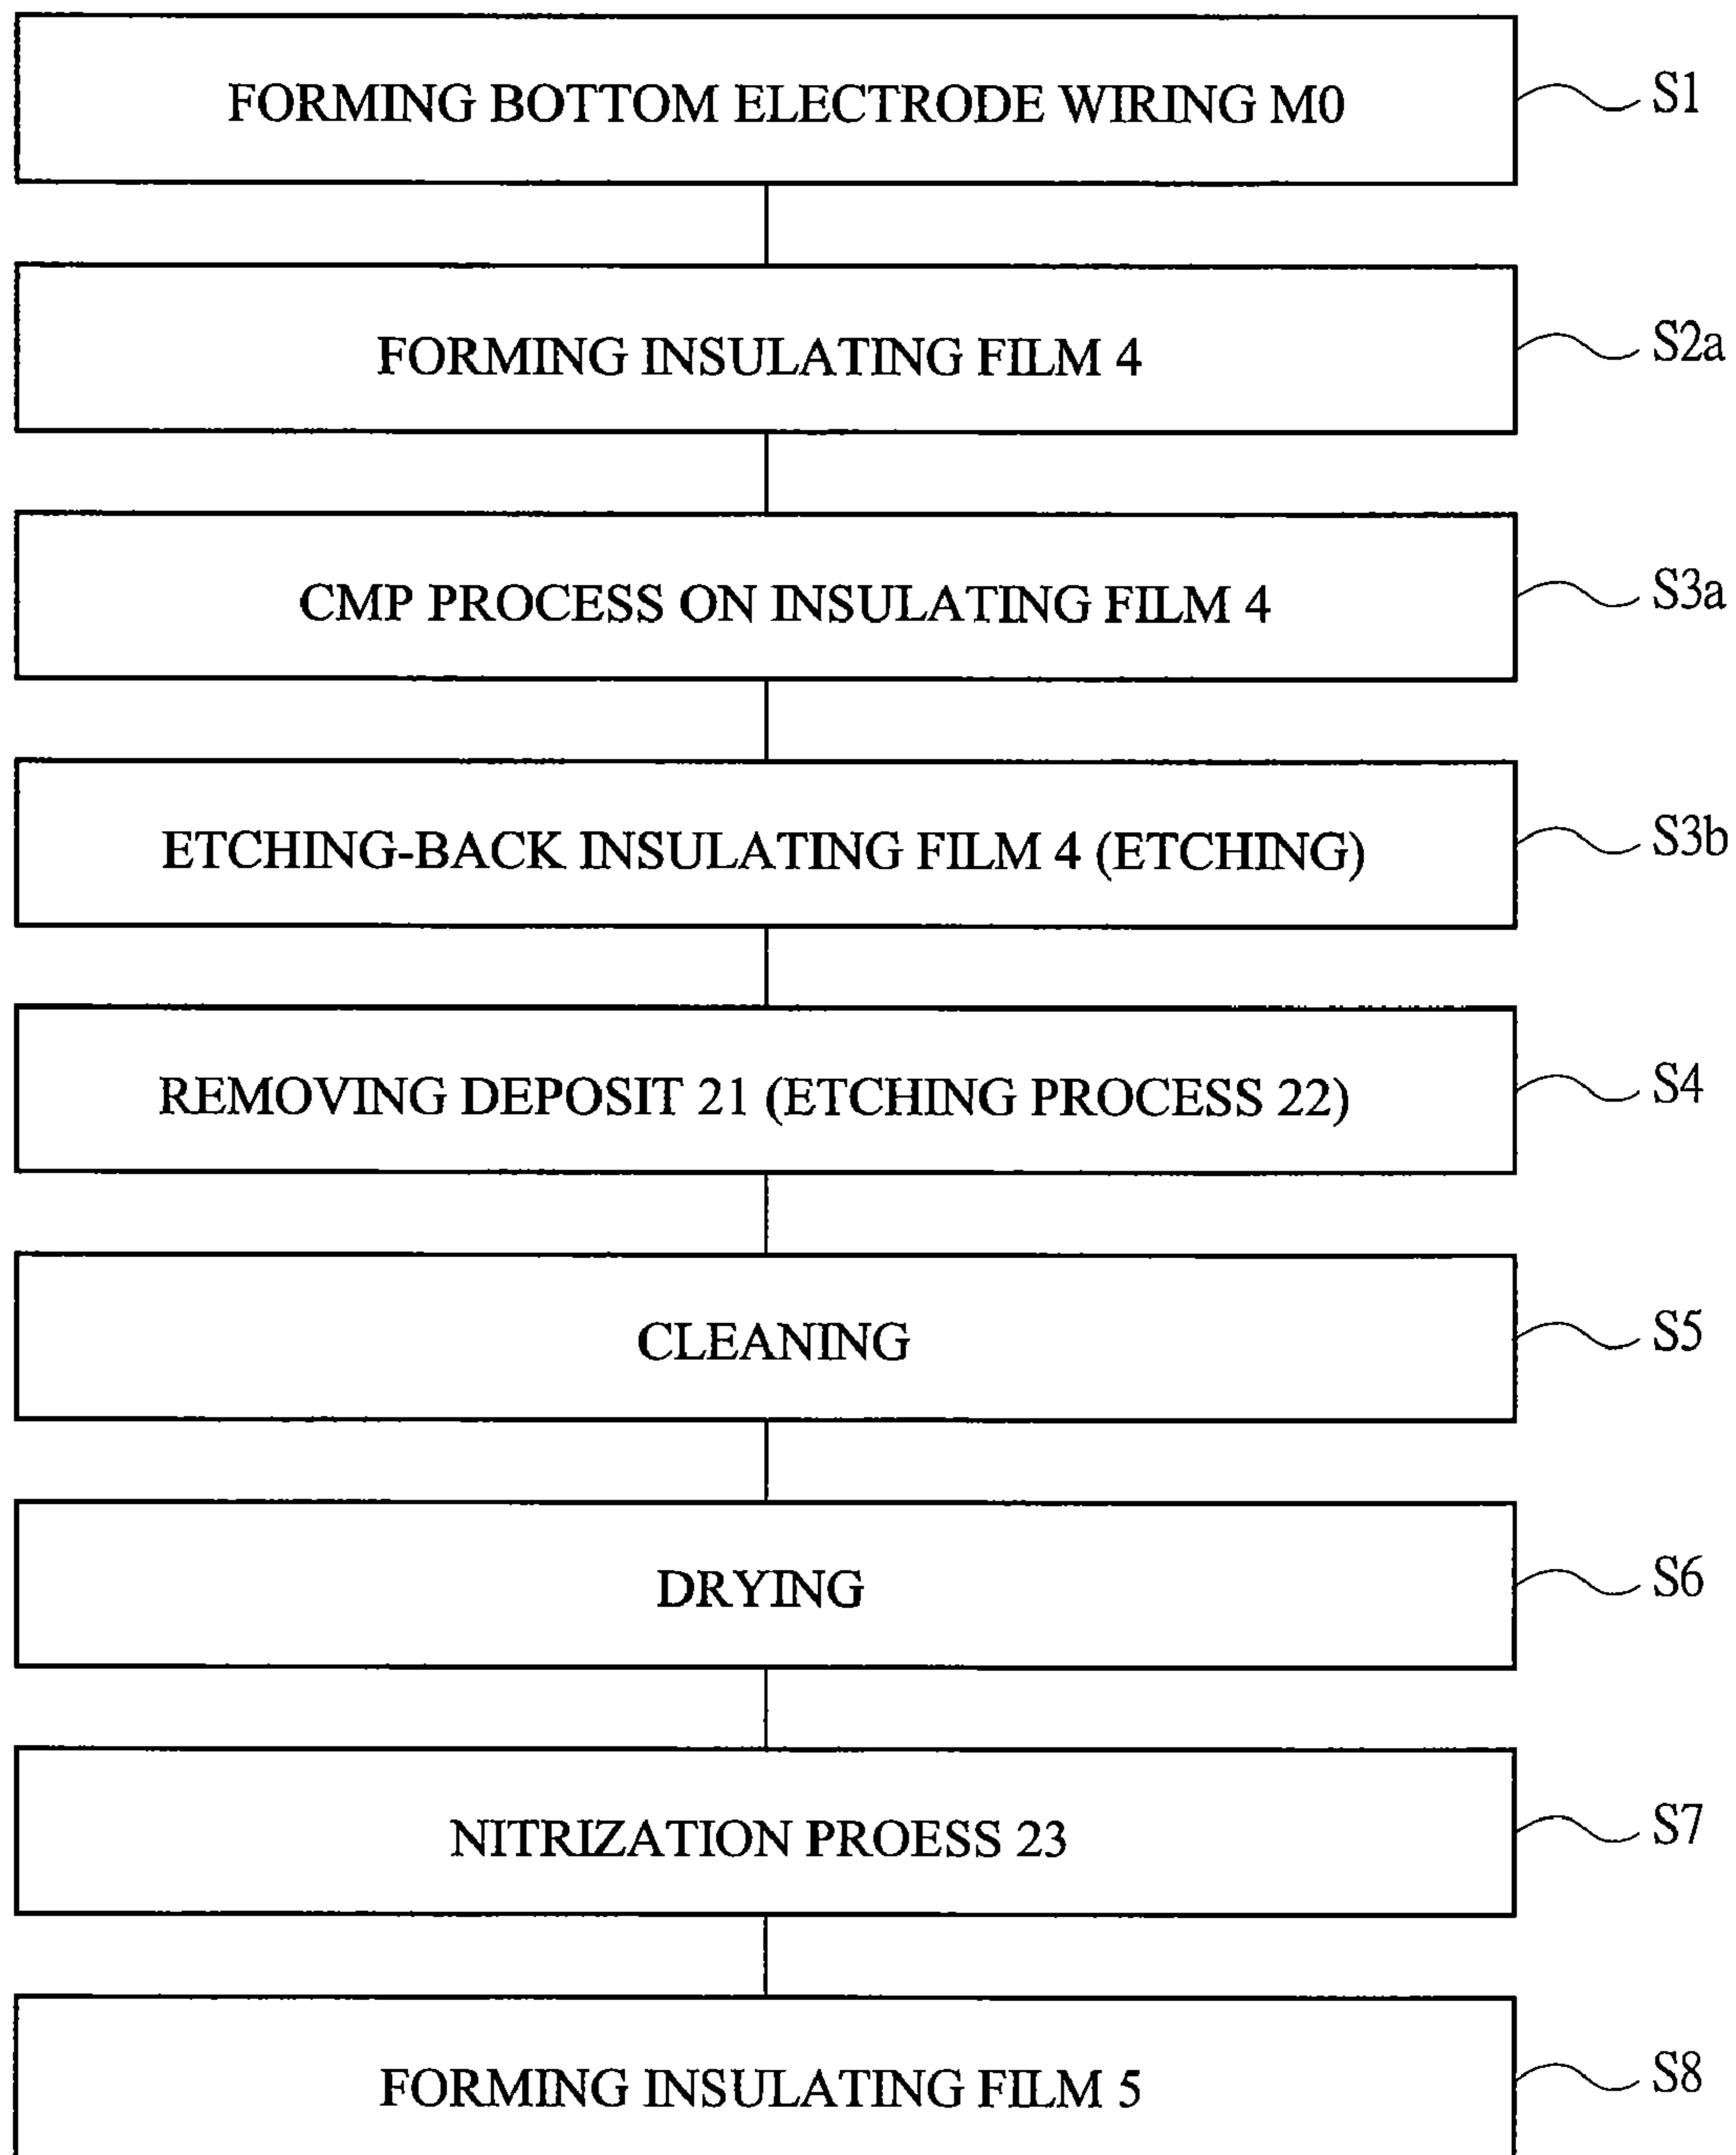 FORMING BOTTOM ELECTRODE WIRING M0 S1
FORMING INSULATING FILM 4 S2a
CMP PROCESS ON INSULATING FILM 4 S3a
ETCHING-BACK INSULATING FILM 4 (ETCHING) S3b
REMOVING DEPOSIT 21 (ETCHING PROCESS 22) S4
CLEANING S5
DRYING S6
NITRIZATION PROESS 23 S7
FORMING INSULATING FILM 5 S8